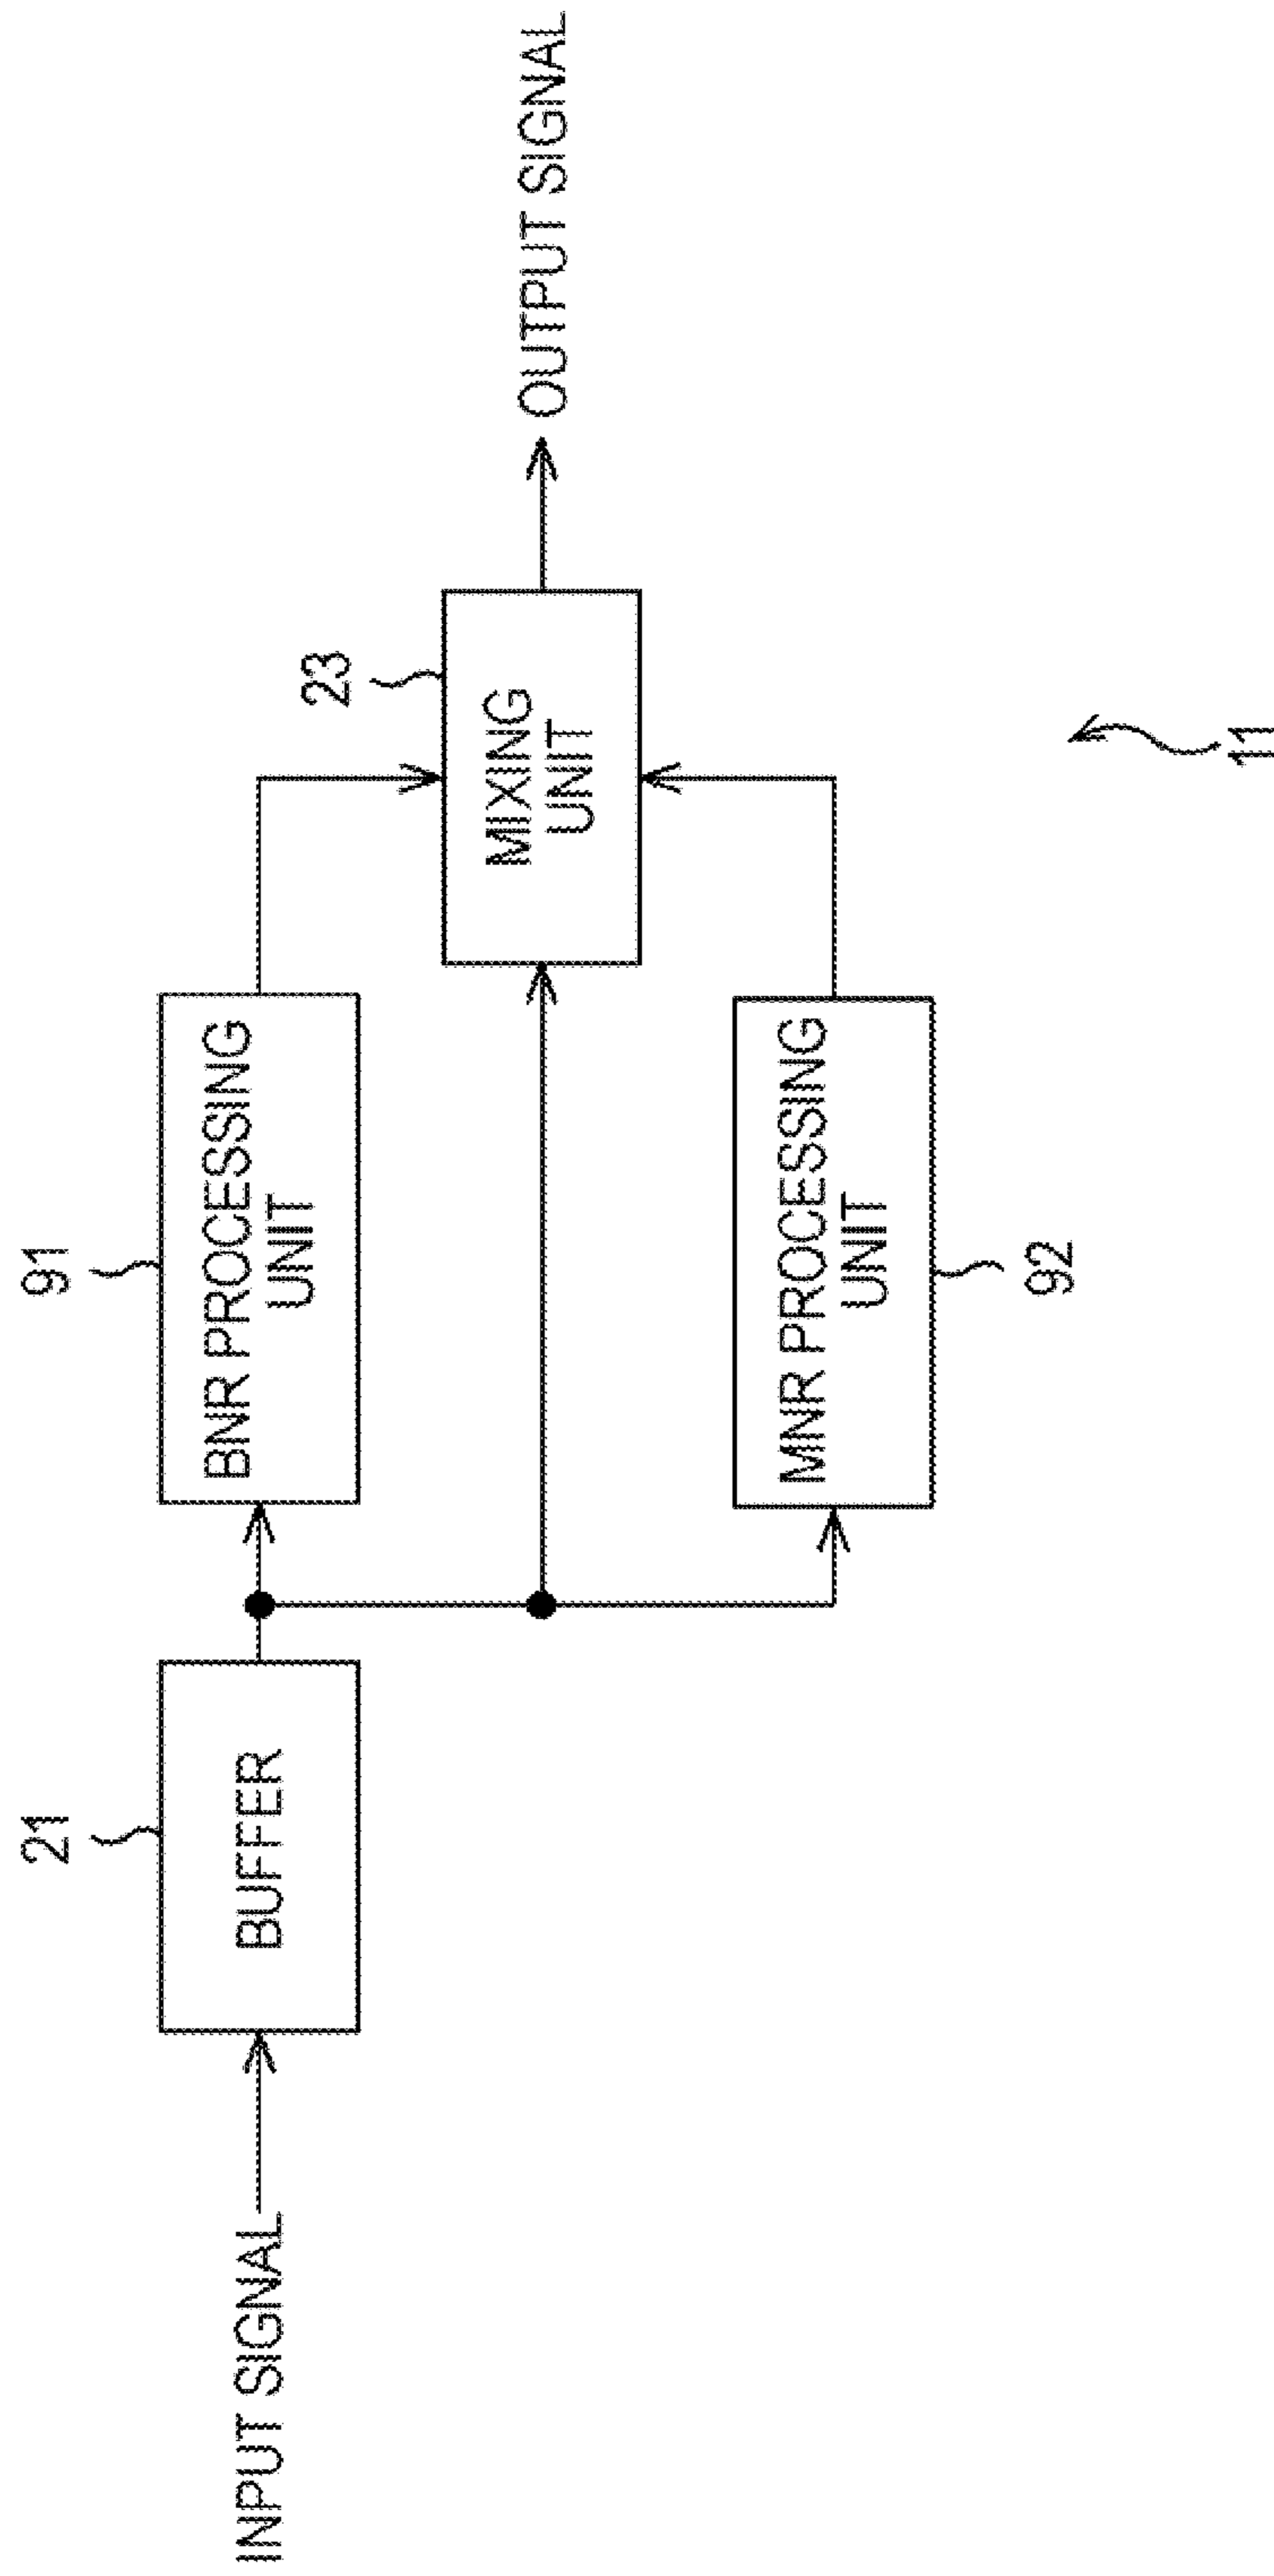 21
91
23
INPUT SIGNAL
BUFFER
BNR PROCESSING
UNIT
MIXING
UNIT
OUTPUT SIGNAL
MNR PROCESSING
UNIT
92
11